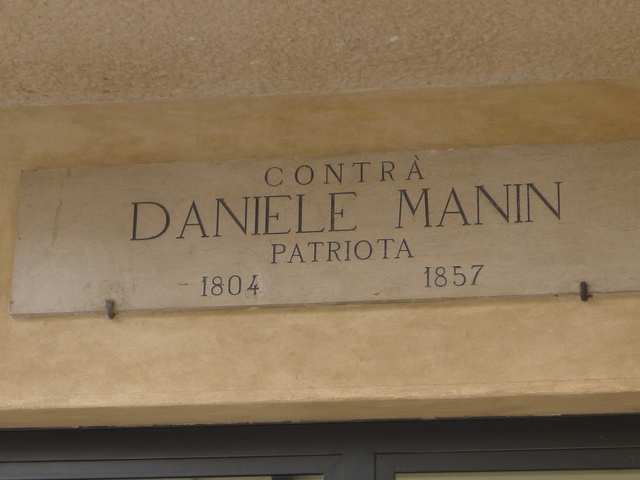 CONTRÀ
DANIELE MANIN
PATRIOTA
1804 1857